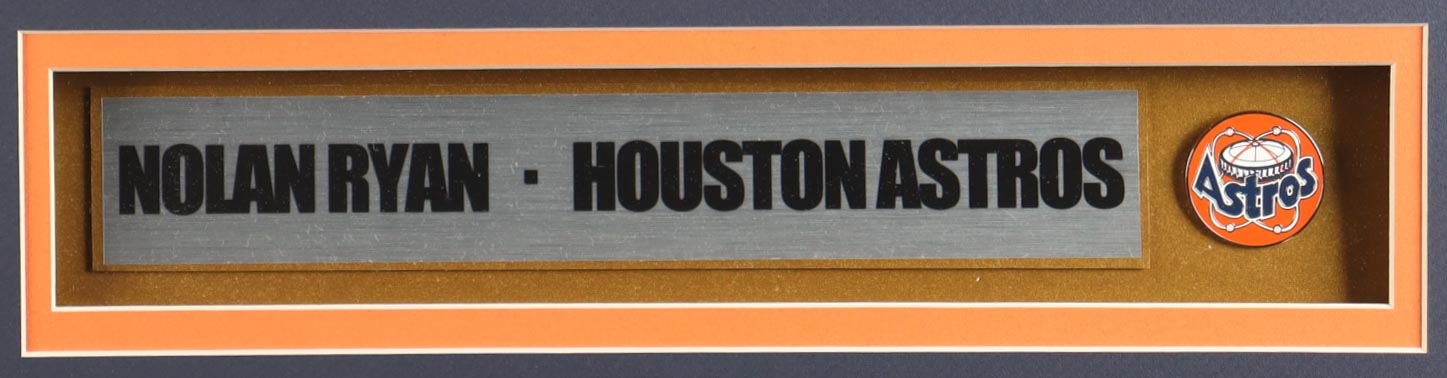 NOLAN RYAN · HOUSTON ASTROS
Astros